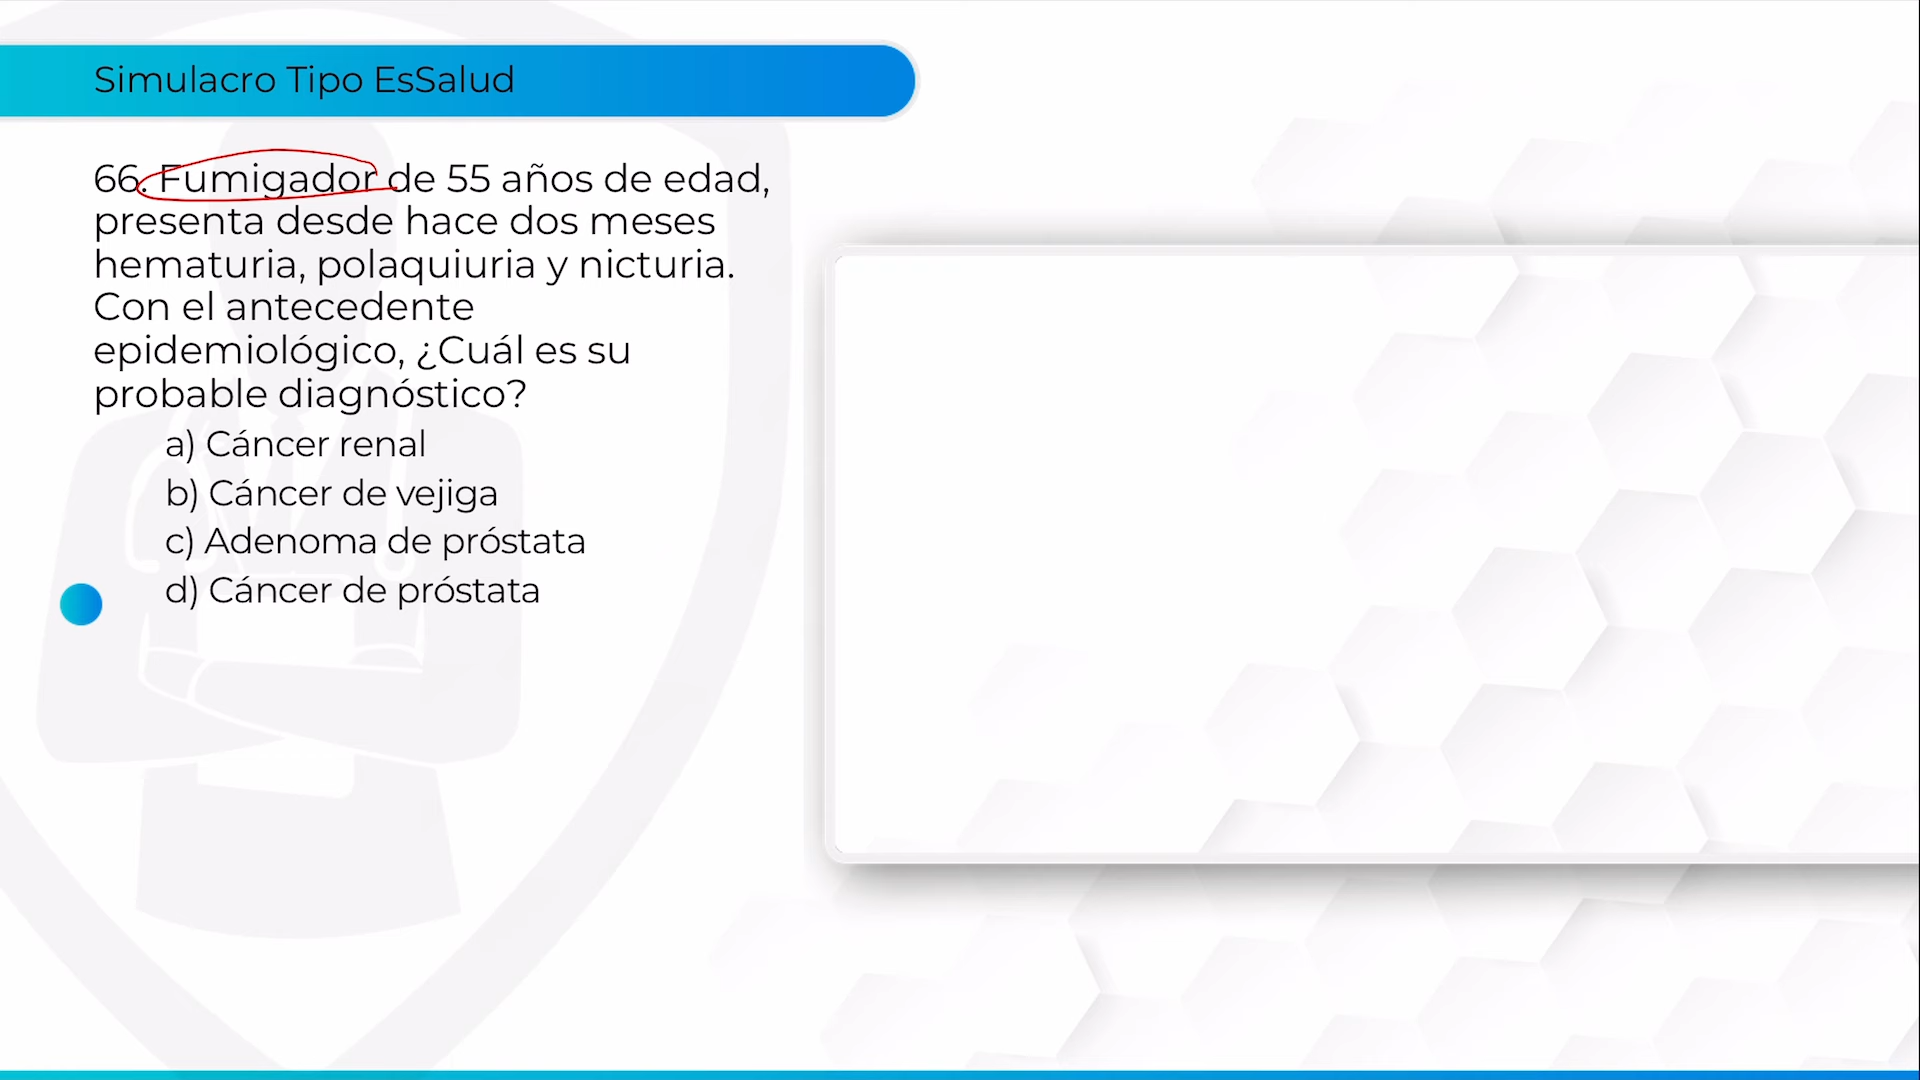 Simulacro Tipo EsSalud
66. Fumigador de 55 años de edad,
presenta desde hace dos meses
hematuria, polaquiuria y nicturia.
Con el antecedente
epidemiológico, ¿Cuál es su
probable diagnóstico?
a) Cáncer renal
b) Cáncer de vejiga
c) Adenoma de próstata
d) Cáncer de próstata